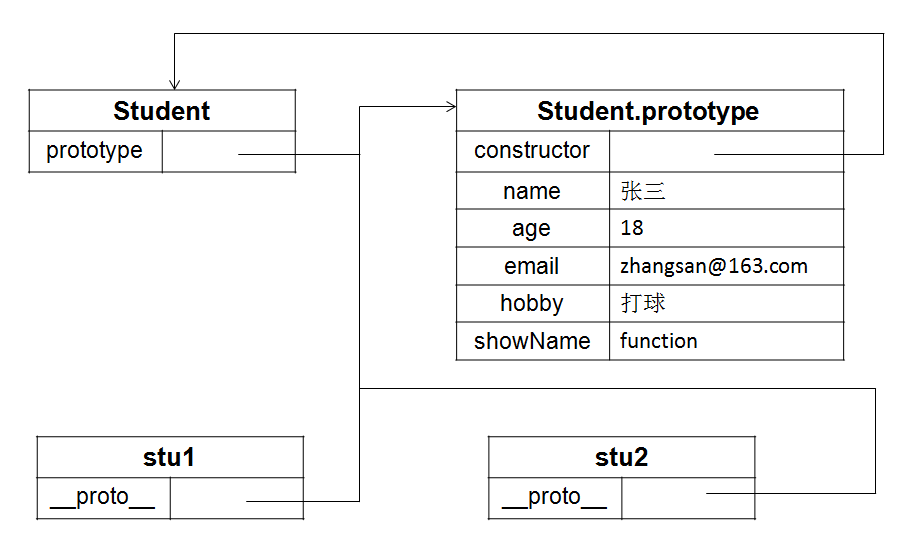 Student
prototype
Student.prototype
constructor
name 张三
age 18
email zhangsan@163.com
hobby 打球
showName function
stu1
__proto__
stu2
__proto__